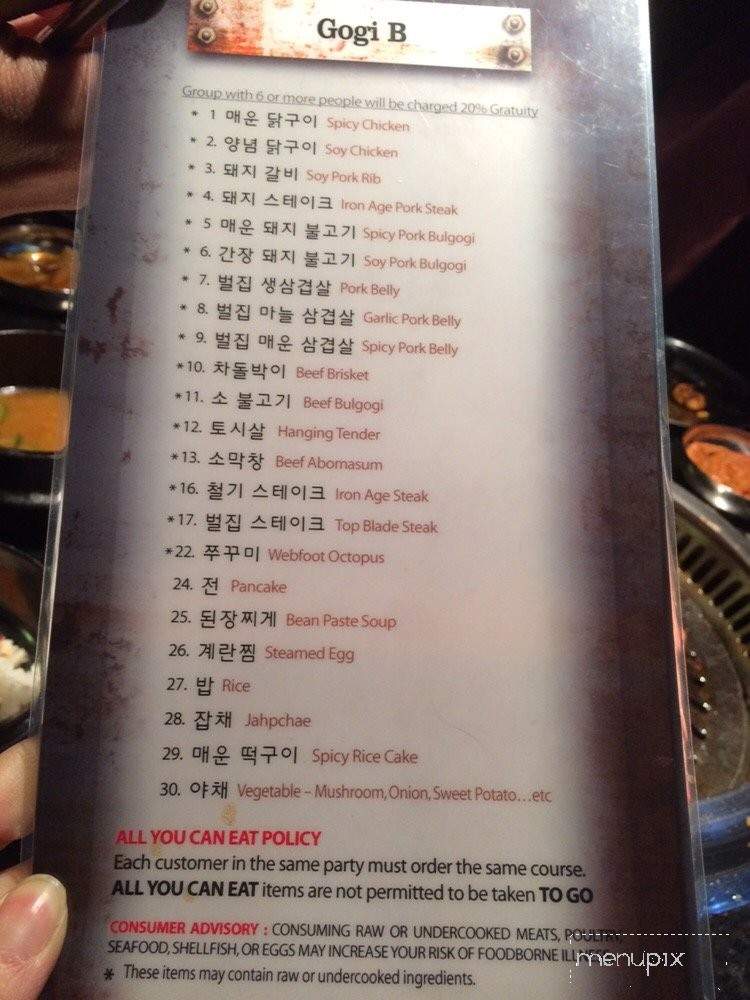 Gogi B
Group with 6 or more people will be charged 20% Gratuity
* 1 매운 닭구이 Spicy Chicken
* 2. 양념 닭구이 Soy Chicken
* 3. 돼지 갈비 Soy Pork Rib
* 4. 돼지 스테이크 Iron Age Pork Steak
* 5 매운 돼지 불고기 Spicy Pork Bulgogi
* 6. 간장 돼지 불고기 Soy Pork Bulgogi
* 7. 벌집 생삼겹살 Pork Belly
* 8. 벌집 마늘 삼겹살 Garlic Pork Belly
* 9. 벌집 매운 삼겹살 Spicy Pork Belly
*10. 차돌박이 Beef Brisket
*11. 소 불고기 Beef Bulgogi
*12. 토시살 Hanging Tender
*13. 소막창 Beef Abomasum
*16. 철기 스테이크 Iron Age Steak
*17. 벌집 스테이크 Top Blade Steak
*22. 쭈꾸미 Webfoot Octopus
24. 전 Pancake
25. 된장찌게 Bean Paste Soup
26. 계란찜 Steamed Egg
27. 밥 Rice
28. 잡채 Jahpchae
29. 매운 떡구이 Spicy Rice Cake
30. 야채 Vegetable – Mushroom, Onion, Sweet Potato...etc
ALL YOU CAN EAT POLICY
Each customer in the same party must order the same course.
ALL YOU CAN EAT items are not permitted to be taken TO GO
CONSUMER ADVISORY : CONSUMING RAW OR UNDERCOOKED MEATS, POULTRY,
SEAFOOD, SHELLFISH, OR EGGS MAY INCREASE YOUR RISK OF FOODBORNE ILLNESS
* These items may contain raw or undercooked ingredients.
menupix